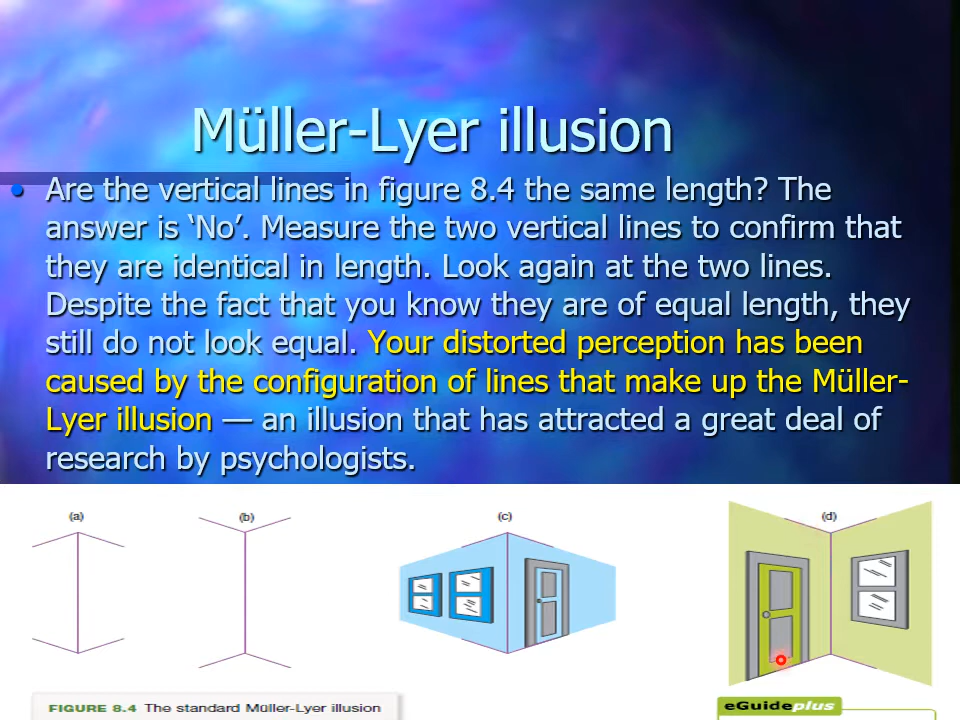 Müller-Lyer illusion
• Are the vertical lines in figure 8.4 the same length? The
answer is ‘No’. Measure the two vertical lines to confirm that
they are identical in length. Look again at the two lines.
Despite the fact that you know they are of equal length, they
still do not look equal. Your distorted perception has been
caused by the configuration of lines that make up the Müller-
Lyer illusion — an illusion that has attracted a great deal of
research by psychologists.
(a) (b) (c) (d)
FIGURE 8.4 The standard Müller-Lyer illusion
eGuideplus